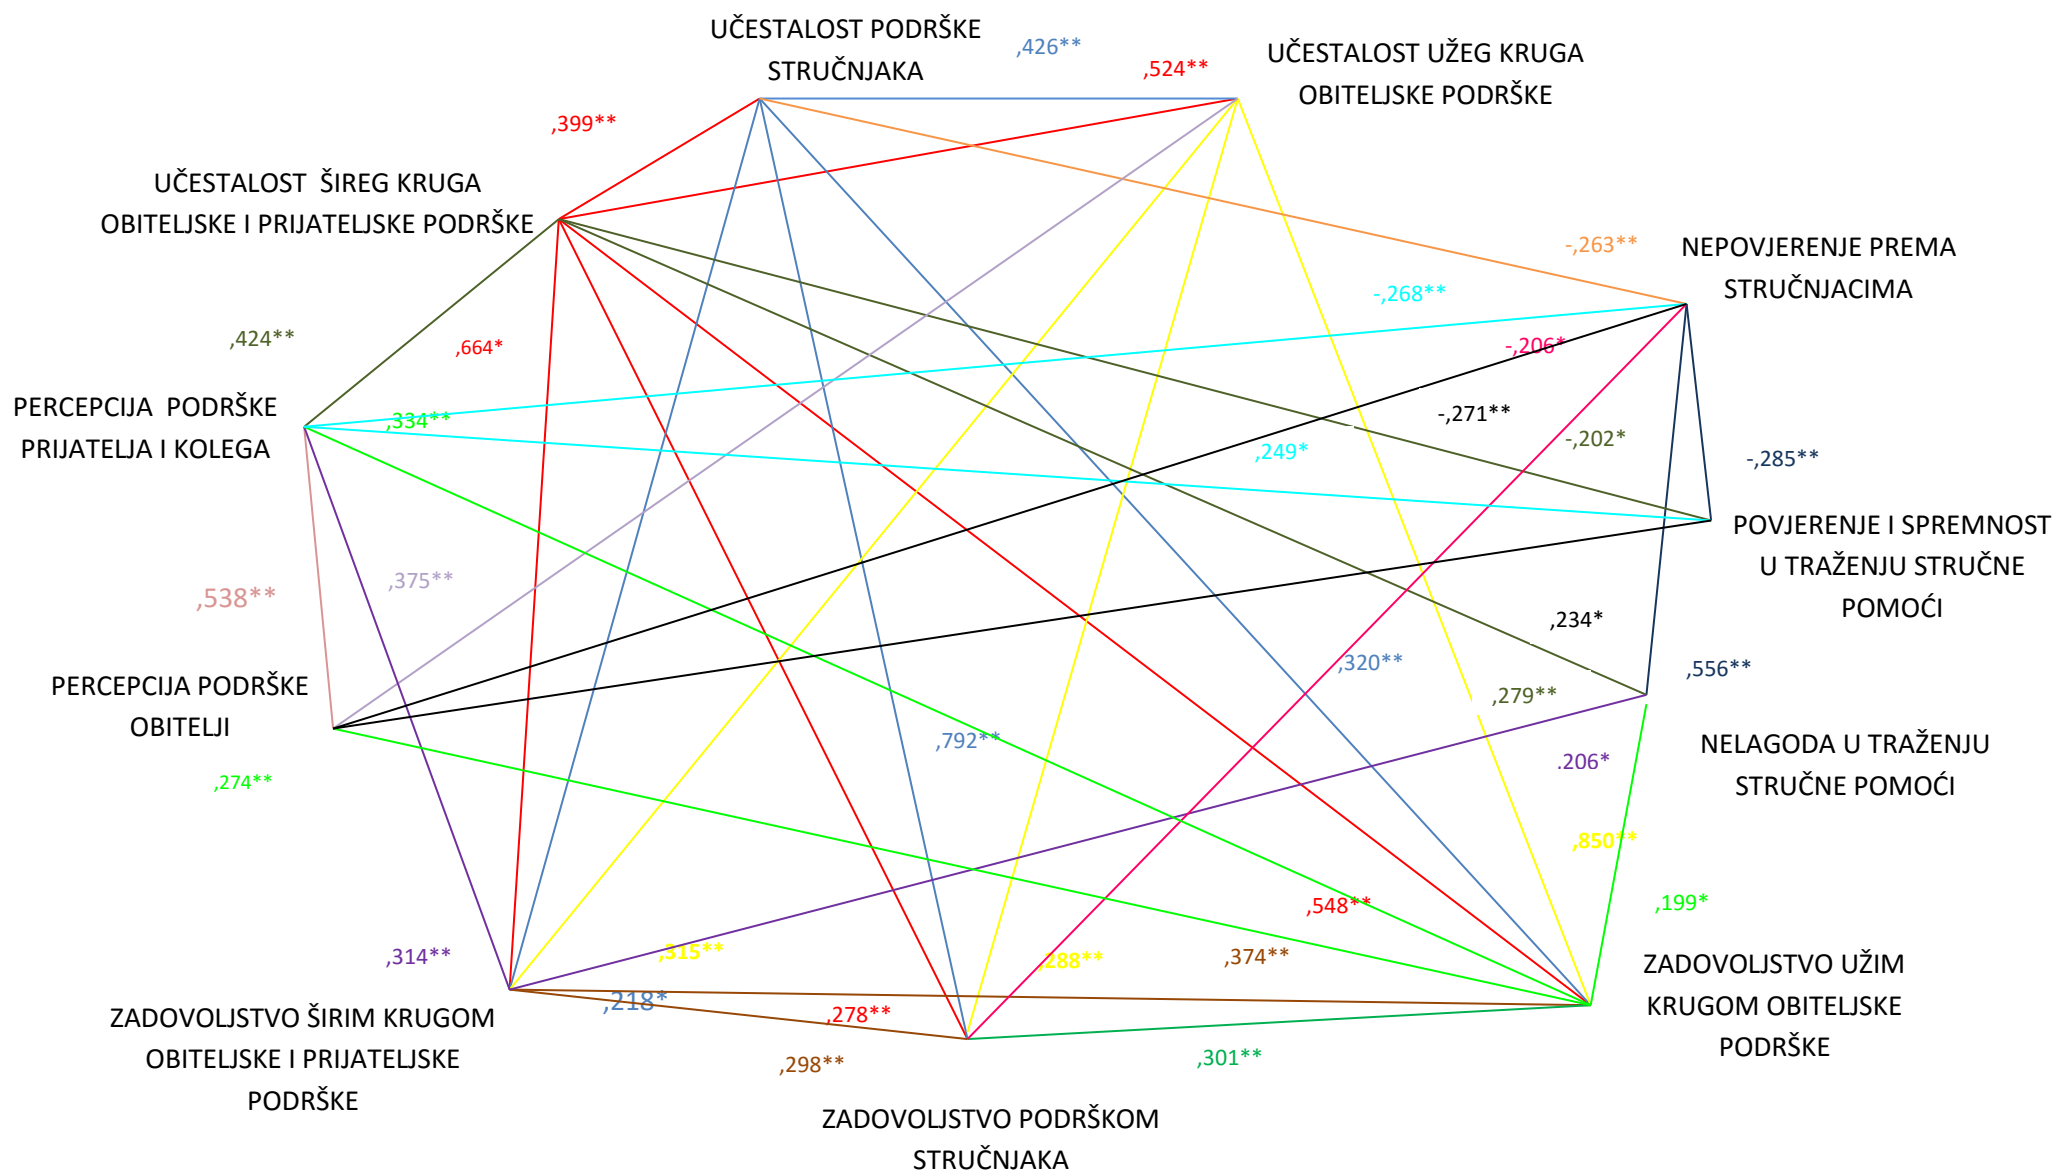 UČESTALOST PODRŠKE
STRUČNJAKA
,426**
,524**
UČESTALOST UŽEG KRUGA
OBITELJSKE PODRŠKE
,399**
UČESTALOST  ŠIREG KRUGA
OBITELJSKE I PRIJATELJSKE PODRŠKE
-,263**
NEPOVJERENJE PREMA
STRUČNJACIMA
-,268**
,424**
,664*
-,206*
PERCEPCIJA  PODRŠKE
PRIJATELJA I KOLEGA
,334**
-,271**
,249*
-,202*
-,285**
POVJERENJE I SPREMNOST
U TRAŽENJU STRUČNE
POMOĆI
,538**
,375**
,234*
,320**
,556**
PERCEPCIJA PODRŠKE
OBITELJI
,279**
,274**
,792**
.206*
NELAGODA U TRAŽENJU
STRUČNE POMOĆI
,850**
,199*
,548**
,314**
,315**
,288**
,374**
ZADOVOLJSTVO UŽIM
KRUGOM OBITELJSKE
PODRŠKE
,218*
,278**
ZADOVOLJSTVO ŠIRIM KRUGOM
OBITELJSKE I PRIJATELJSKE
PODRŠKE
,298**
,301**
ZADOVOLJSTVO PODRŠKOM
STRUČNJAKA